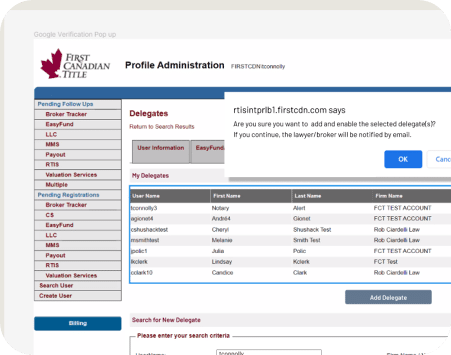 Google Verification Pop up
FIRST
CANADIAN
TITLE
Profile Administration FIRSTCDN\tconnolly
Pending Follow Ups
Broker Tracker
EasyFund
LLC
MMS
Payout
RTIS
Valuation Services
Multiple
Pending Registrations
Broker Tracker
CS
EasyFund
LLC
MMS
Payout
RTIS
Valuation Services
Search User
Create User
Billing
Delegates
Return to Search Results
User Information EasyFund
rtisintprlb1.firstcdn.com says
Are you sure you want to add and enable the selected delegate(s)?
If you continue, the lawyer/broker will be notified by email.
OK Canc
My Delegates
User Name First Name Last Name Firm Name
tconnolly3 Notary Alert FCT TEST ACCOUNT
agionet4 André4 Gionet FCT TEST ACCOUNT
cshushacktest Cheryl Shushack Test Rob Ciardelli Law
msmithtest Melanie Smith Test Rob Ciardelli Law
jpolic1 Julia Polic FCT TEST ACCOUNT
lkclerk Lindsay Kclerk FCT Test
cclark10 Candice Clark Rob Ciardelli Law
Add Delegate
Search for New Delegate
Please enter your search criteria
UserName tconnolly